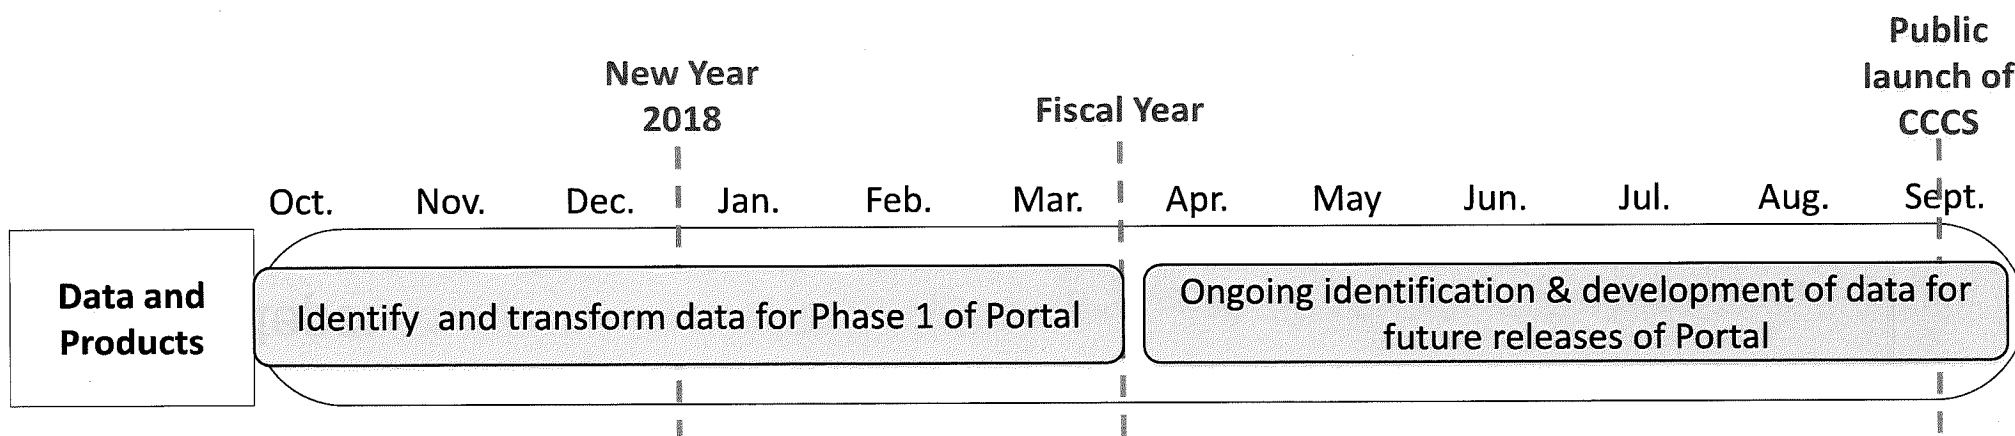 Public
launch of
CCCS
New Year
2018
Fiscal Year
Oct. Nov. Dec. Jan. Feb. Mar. Apr. May Jun. Jul. Aug. Sept.
Data and
Products
Identify and transform data for Phase 1 of Portal
Ongoing identification & development of data for
future releases of Portal